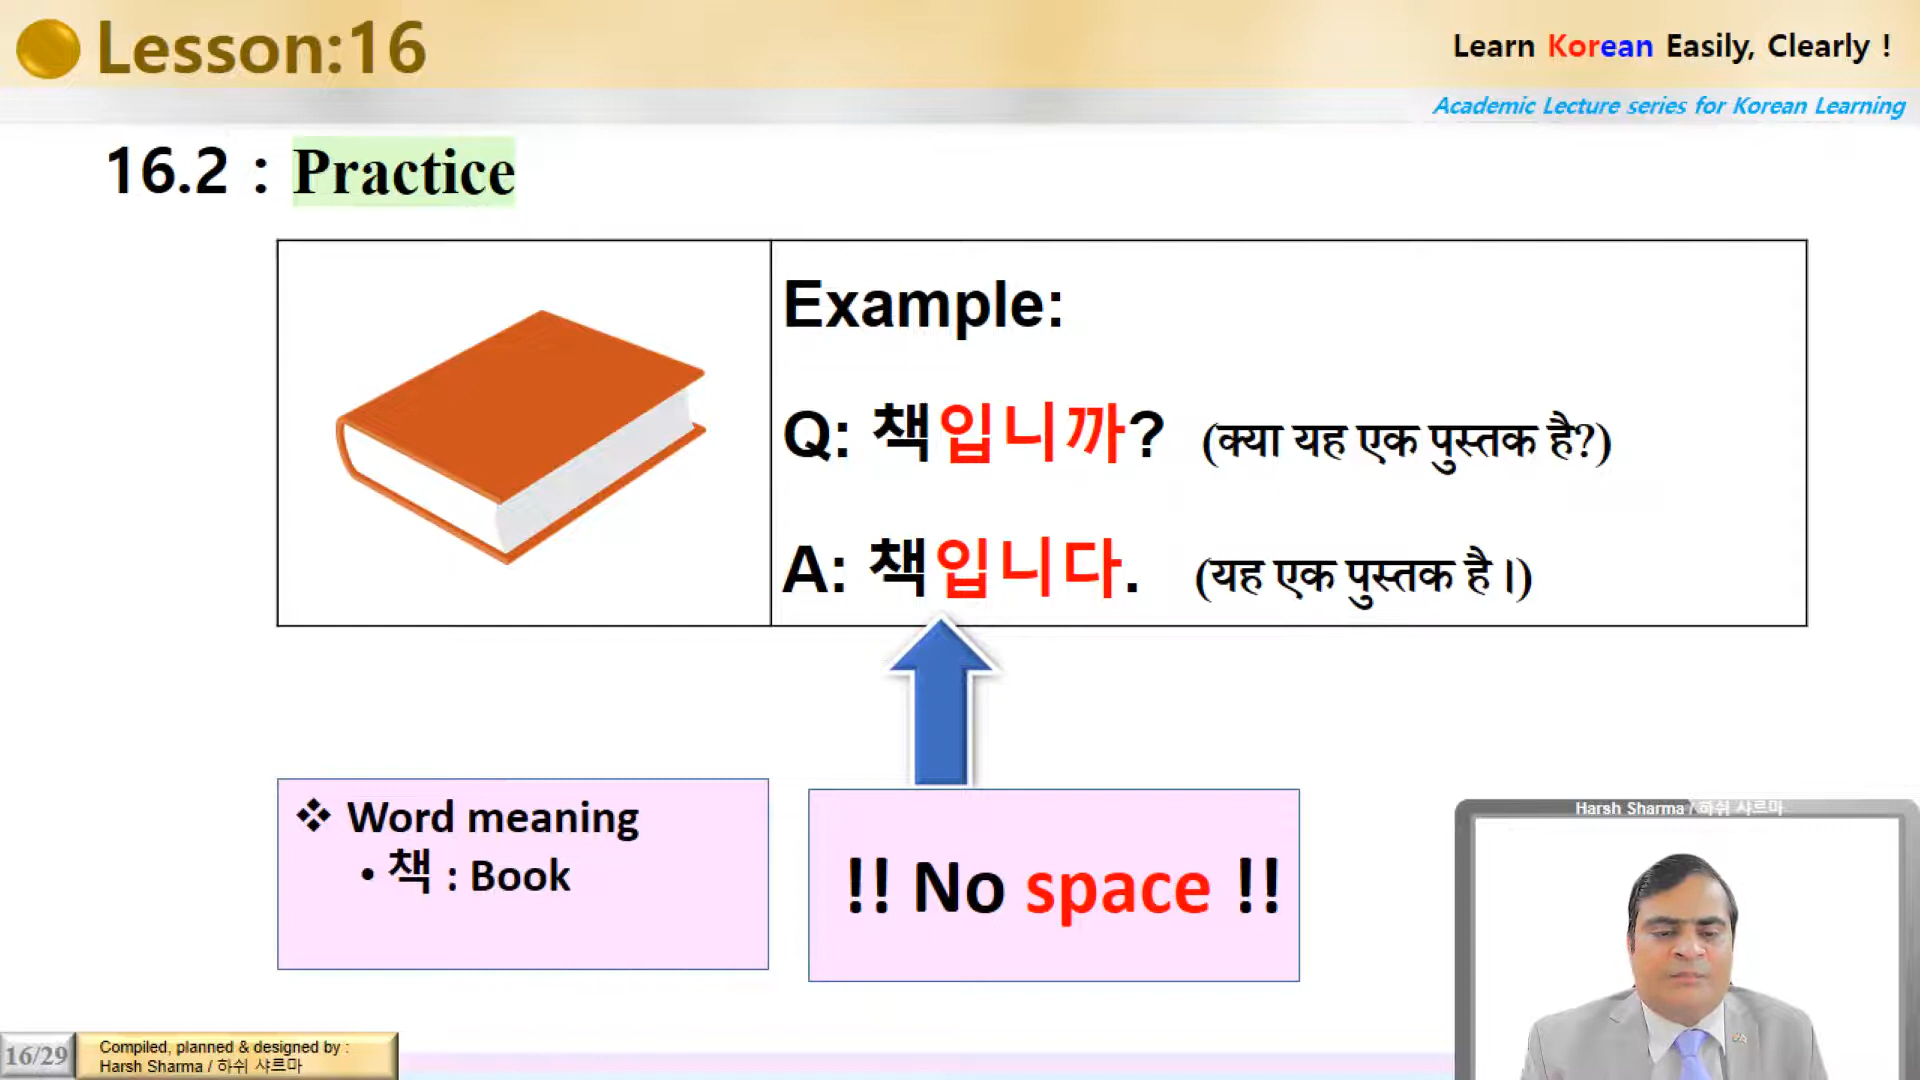 Lesson:16
Learn Korean Easily, Clearly !
Academic Lecture series for Korean Learning
16.2 : Practice
Example:
Q: 책입니까? (क्या यह एक पुस्तक है?)
A: 책입니다. (यह एक पुस्तक है।)
❖ Word meaning
• 책 : Book
!! No space !!
Harsh Sharma / 하쉬 샤르마
16/29
Compiled, planned & designed by :
Harsh Sharma / 하쉬 샤르마